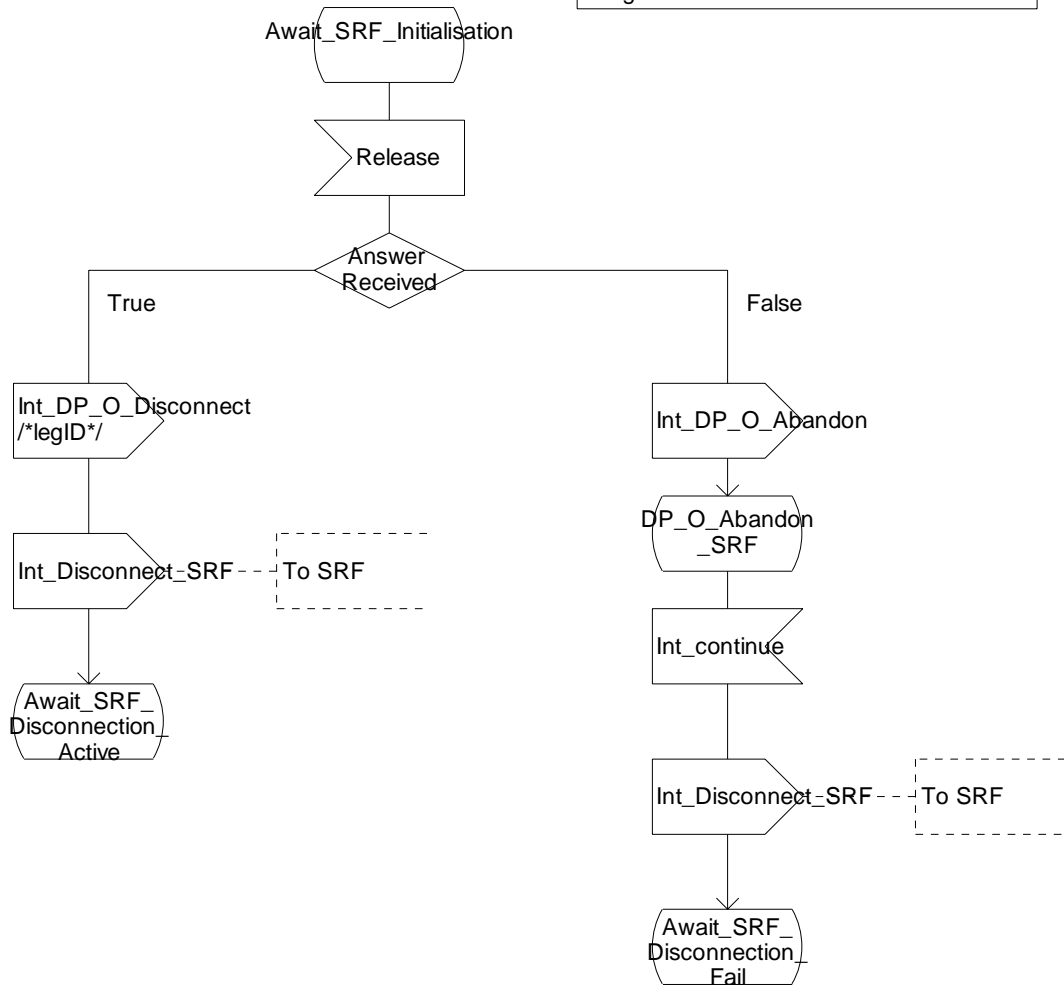 Await_SRF_Initialisation
Release
Answer
Received
True
False
Int_DP_O_Disconnect
/*legID*/
Int_DP_O_Abandon
DP_O_Abandon
_SRF
Int_Disconnect_SRF
To SRF
Int_continue
Await_SRF_
Disconnection_
Active
Int_Disconnect_SRF
To SRF
Await_SRF_
Disconnection_
Fail